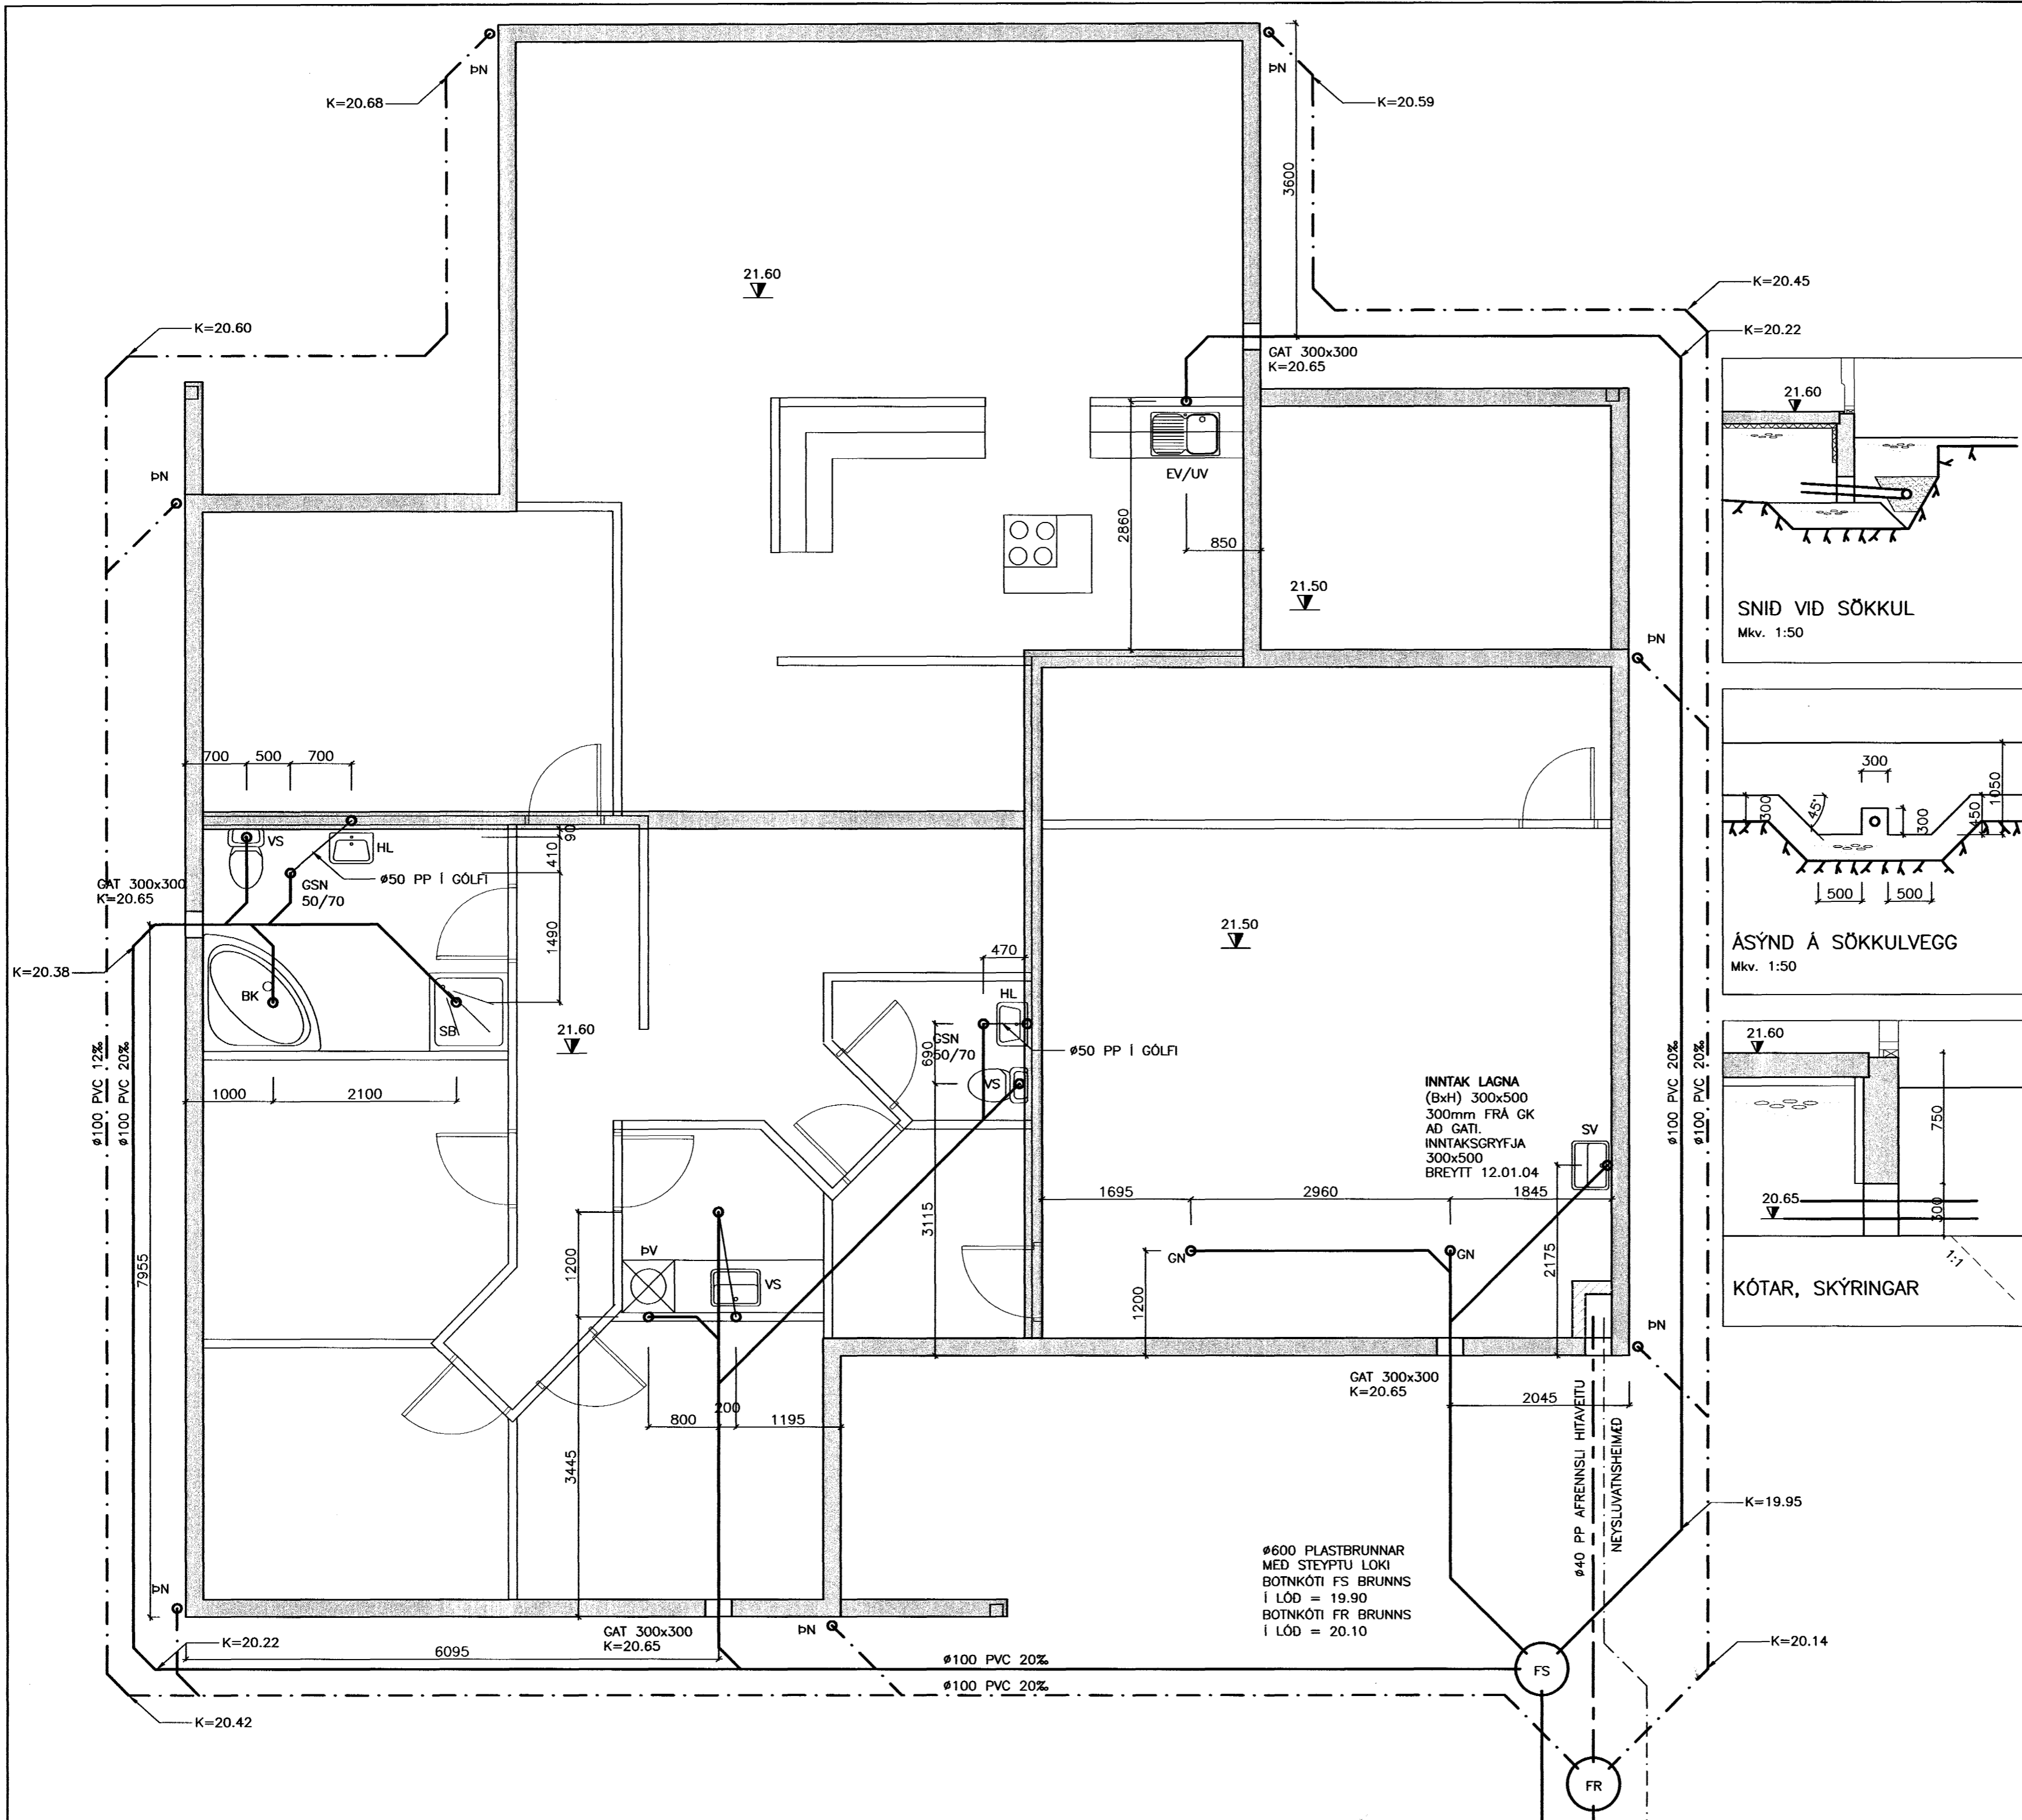 ÞN
K=20.68
ÞN
K=20.59
3600
21.60
K=20.45
K=20.60
K=20.22
GAT 300x300
K=20.65
21.60
EV/UV
2860
850
ÞN
21.50
SNIÐ VIÐ SÖKKUL
Mkv. 1:50
ÞN
700
500
700
300
1050
300
45°
300
450
90
410
VS
HL
GSN
50/70
ø50 PP Í GÓLFI
GAT 300x300
K=20.65
500
500
1490
21.50
ÁSÝND Á SÖKKULVEGG
Mkv. 1:50
470
K=20.38
BK
SB
HL
21.60
21.60
GSN
50/70
690
ø50 PP Í GÓLFI
ø100 PVC 12‰
ø100 PVC 20‰
ø100 PVC 20‰
ø100 PVC 20‰
VS
1000
2100
INNTAK LAGNA
(BxH) 300x500
300mm FRÁ GK
AÐ GATI.
INNTAKSGRYFJA
300x500
BREYTT 12.01.04
SV
750
1695
2960
1845
20.65
300
3115
1:1
1200
ÞV
VS
GN
GN
2175
1200
7955
KÓTAR, SKÝRINGAR
ÞN
GAT 300x300
K=20.65
2045
800
200
1195
3445
ø40 PP AFRENNSLI HITAVEITU
NEYSLUVATNSHEIMÆÐ
K=19.95
ø600 PLASTBRUNNAR
MEÐ STEYPTU LOKI
BOTNKÓTI FS BRUNNS
Í LÓÐ = 19.90
BOTNKÓTI FR BRUNNS
Í LÓÐ = 20.10
ÞN
GAT 300x300
K=20.65
ÞN
K=20.22
6095
K=20.14
ø100 PVC 20‰
FS
ø100 PVC 20‰
K=20.42
FR